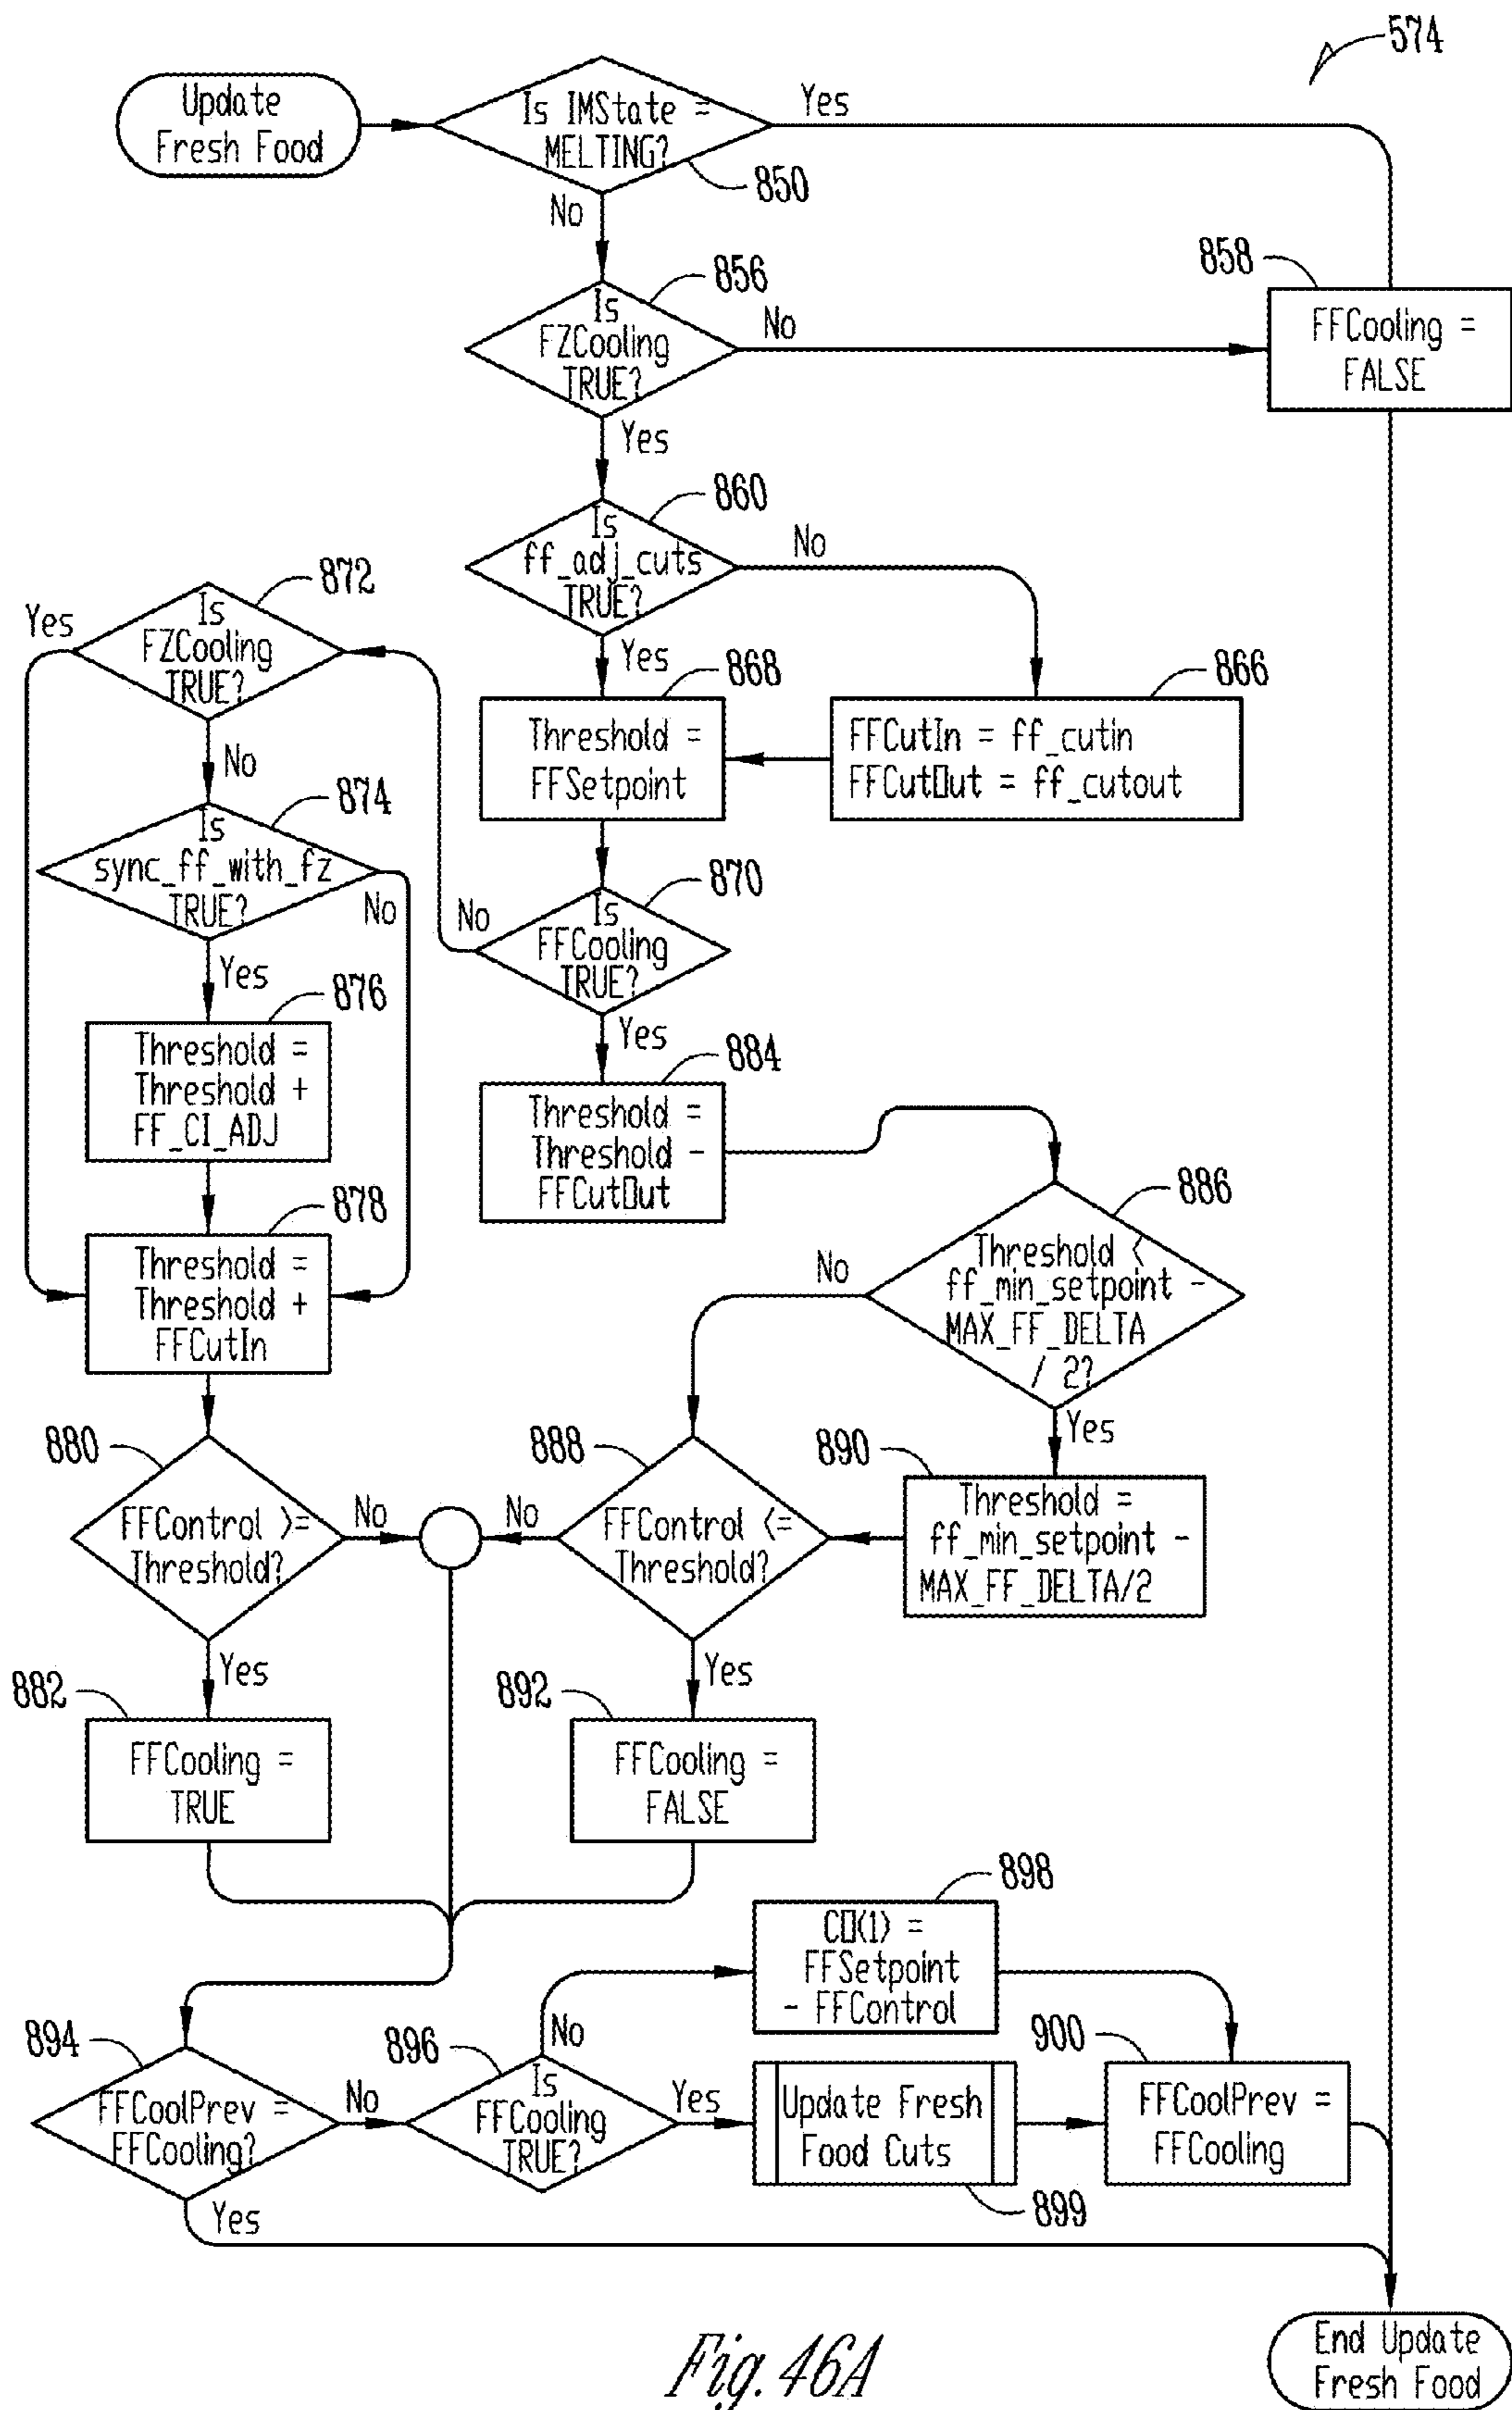 574
Update
Fresh Food
Is IMState =
MELTING?
Yes
850
No
856
Is
FZCooling
TRUE?
No
858
FFCooling =
FALSE
Yes
860
Is
ff_adj_cuts
TRUE?
No
872
Yes
Is
FZCooling
TRUE?
Yes
868
866
Threshold =
FFSetpoint
FFCutIn = ff_cutin
FFCutOut = ff_cutout
No
874
Is
sync_ff_with_fz
TRUE?
No
870
No
Is
FFCooling
TRUE?
Yes
876
Threshold =
Threshold +
FF_CI_ADJ
Yes
884
Threshold =
Threshold -
FFCutOut
878
Threshold =
Threshold +
FFCutIn
886
No
Threshold <
ff_min_setpoint -
MAX_FF_DELTA
/ 2?
Yes
880
FFControl >=
Threshold?
No
888
No
FFControl <=
Threshold?
890
Threshold =
ff_min_setpoint -
MAX_FF_DELTA/2
Yes
882
FFCooling =
TRUE
Yes
892
FFCooling =
FALSE
898
CO(1) =
FFSetpoint
- FFControl
894
FFCoolPrev =
FFCooling?
No
896
No
Is
FFCooling
TRUE?
Yes
Update Fresh
Food Cuts
899
900
FFCoolPrev =
FFCooling
Yes
End Update
Fresh Food
Fig. 46A